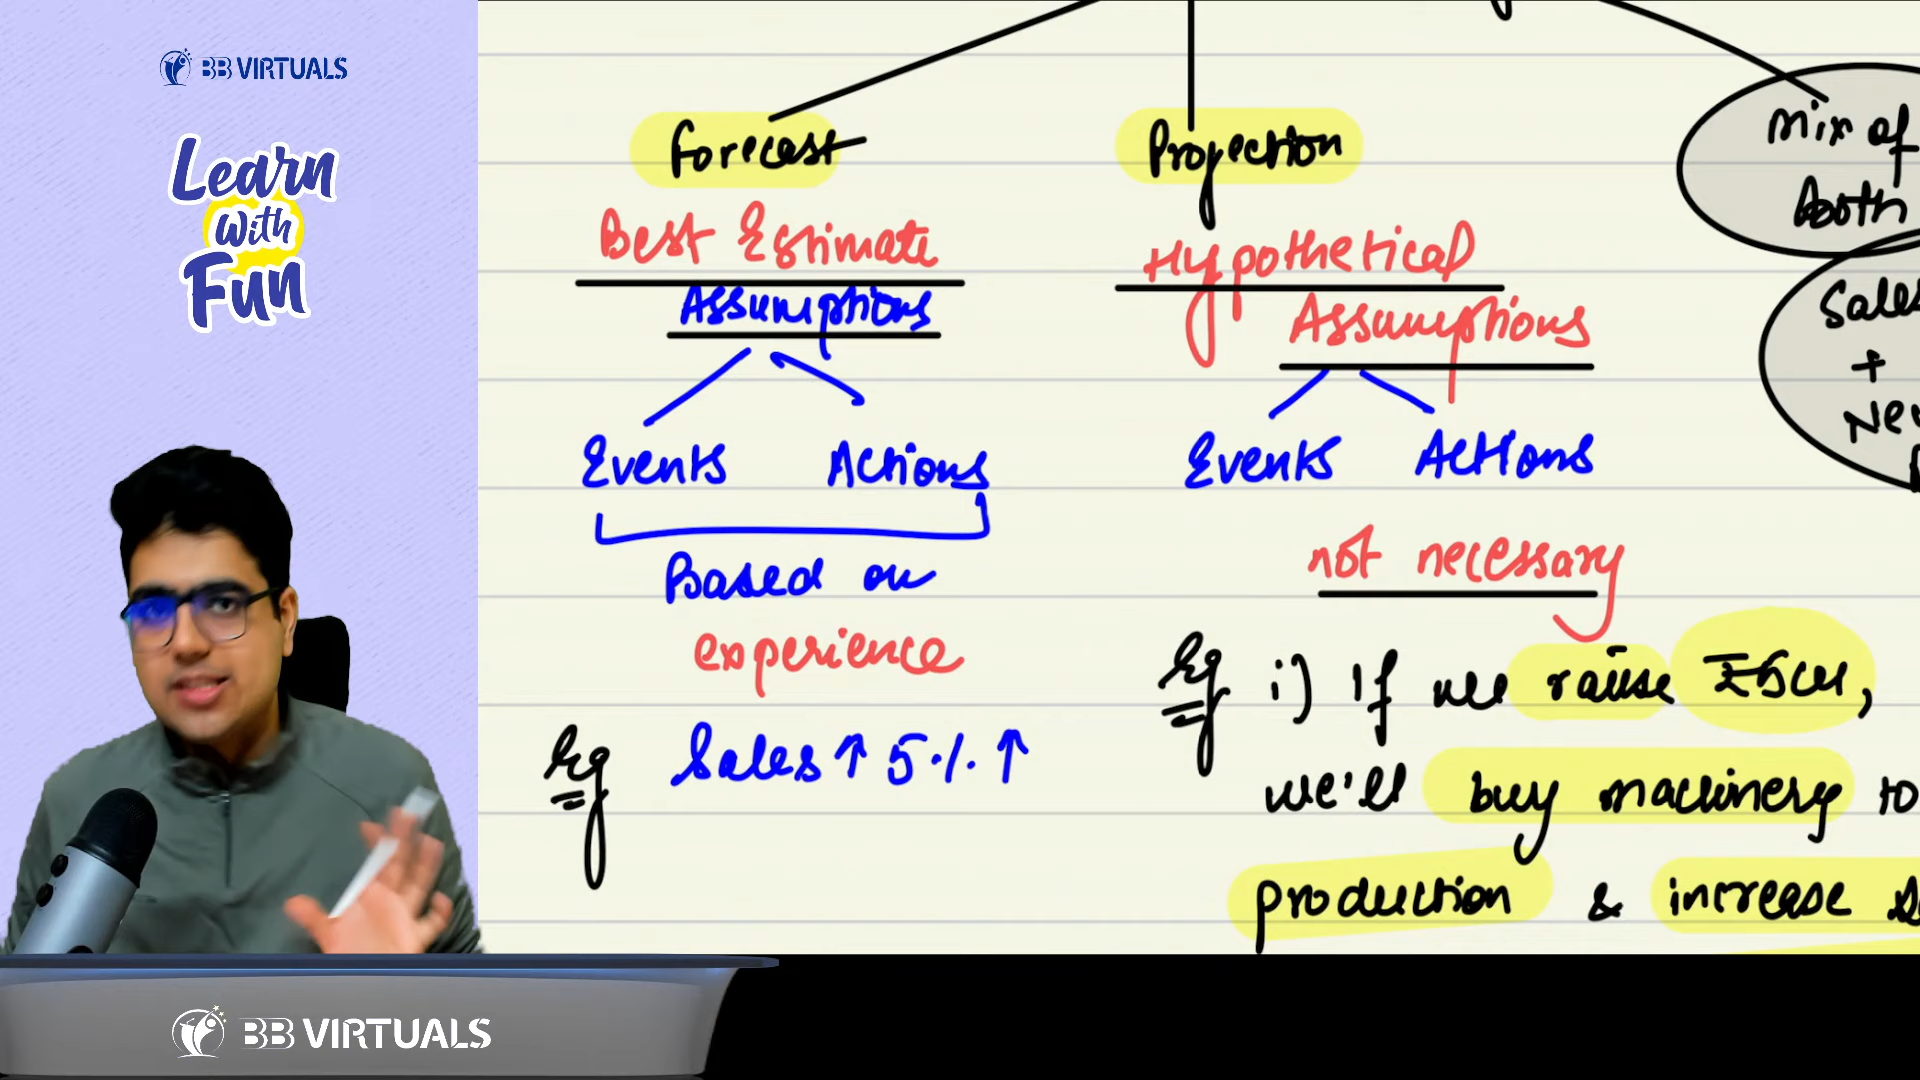 BB VIRTUALS
Learn
With
Fun
Forecast
Best Estimate
Assumptions
Events Actions
Based on
experience
Eg Sales ↑ 5% ↑
Projection
Hypothetical
Assumptions
Events Actions
not necessary
Eg i) If we raise ₹5cr,
we'll buy machinery to
production & increase s
Mix of
both
Sales
+
New
BB VIRTUALS